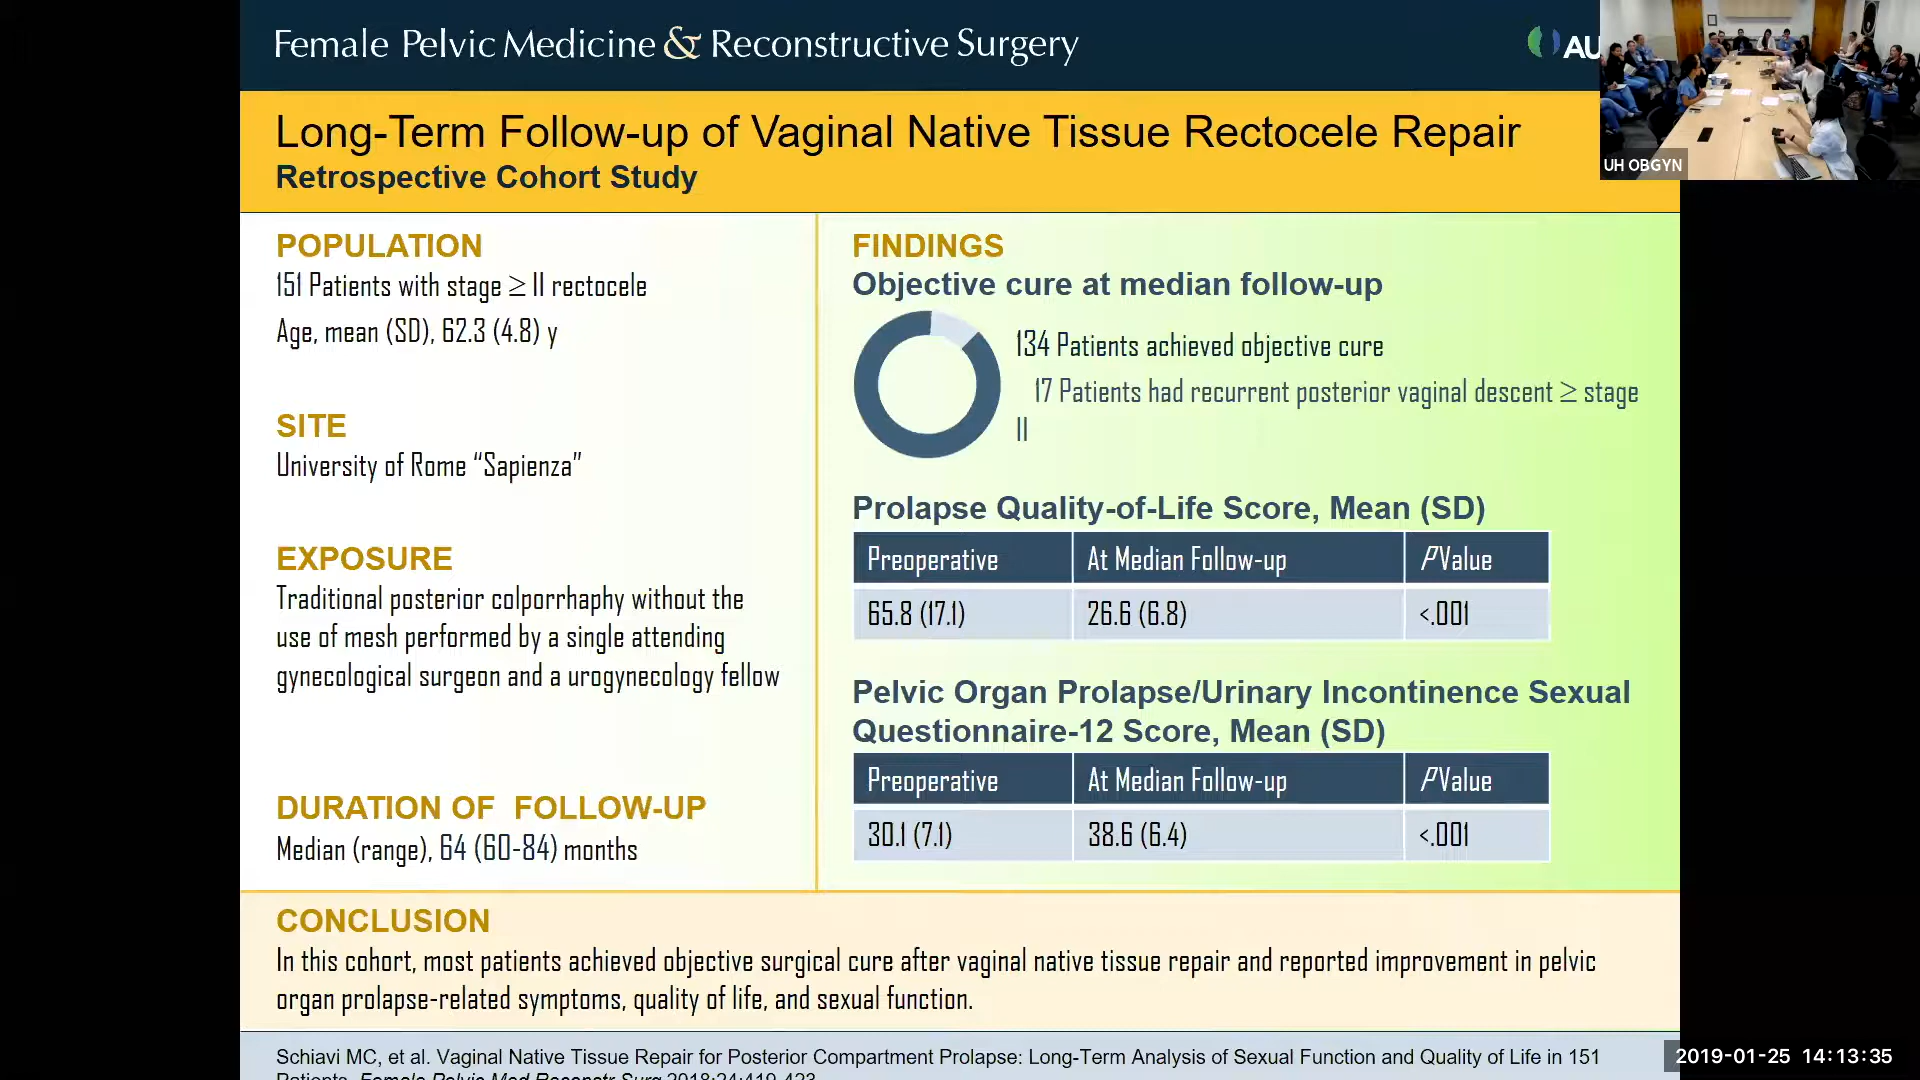 Female Pelvic Medicine & Reconstructive Surgery
AU
UH OBGYN
Long-Term Follow-up of Vaginal Native Tissue Rectocele Repair
Retrospective Cohort Study
POPULATION
151 Patients with stage ≥ II rectocele
Age, mean (SD), 62.3 (4.8) y
SITE
University of Rome “Sapienza”
EXPOSURE
Traditional posterior colporrhaphy without the
use of mesh performed by a single attending
gynecological surgeon and a urogynecology fellow
DURATION OF FOLLOW-UP
Median (range), 64 (60-84) months
FINDINGS
Objective cure at median follow-up
134 Patients achieved objective cure
17 Patients had recurrent posterior vaginal descent ≥ stage
II
Prolapse Quality-of-Life Score, Mean (SD)
Preoperative At Median Follow-up P Value
65.8 (17.1) 26.6 (6.8) <.001
Pelvic Organ Prolapse/Urinary Incontinence Sexual
Questionnaire-12 Score, Mean (SD)
Preoperative At Median Follow-up P Value
30.1 (7.1) 38.6 (6.4) <.001
CONCLUSION
In this cohort, most patients achieved objective surgical cure after vaginal native tissue repair and reported improvement in pelvic
organ prolapse-related symptoms, quality of life, and sexual function.
Schiavi MC, et al. Vaginal Native Tissue Repair for Posterior Compartment Prolapse: Long-Term Analysis of Sexual Function and Quality of Life in 151
Patients. Female Pelvic Med Reconstr Surg 2018;24:419-423
2019-01-25 14:13:35